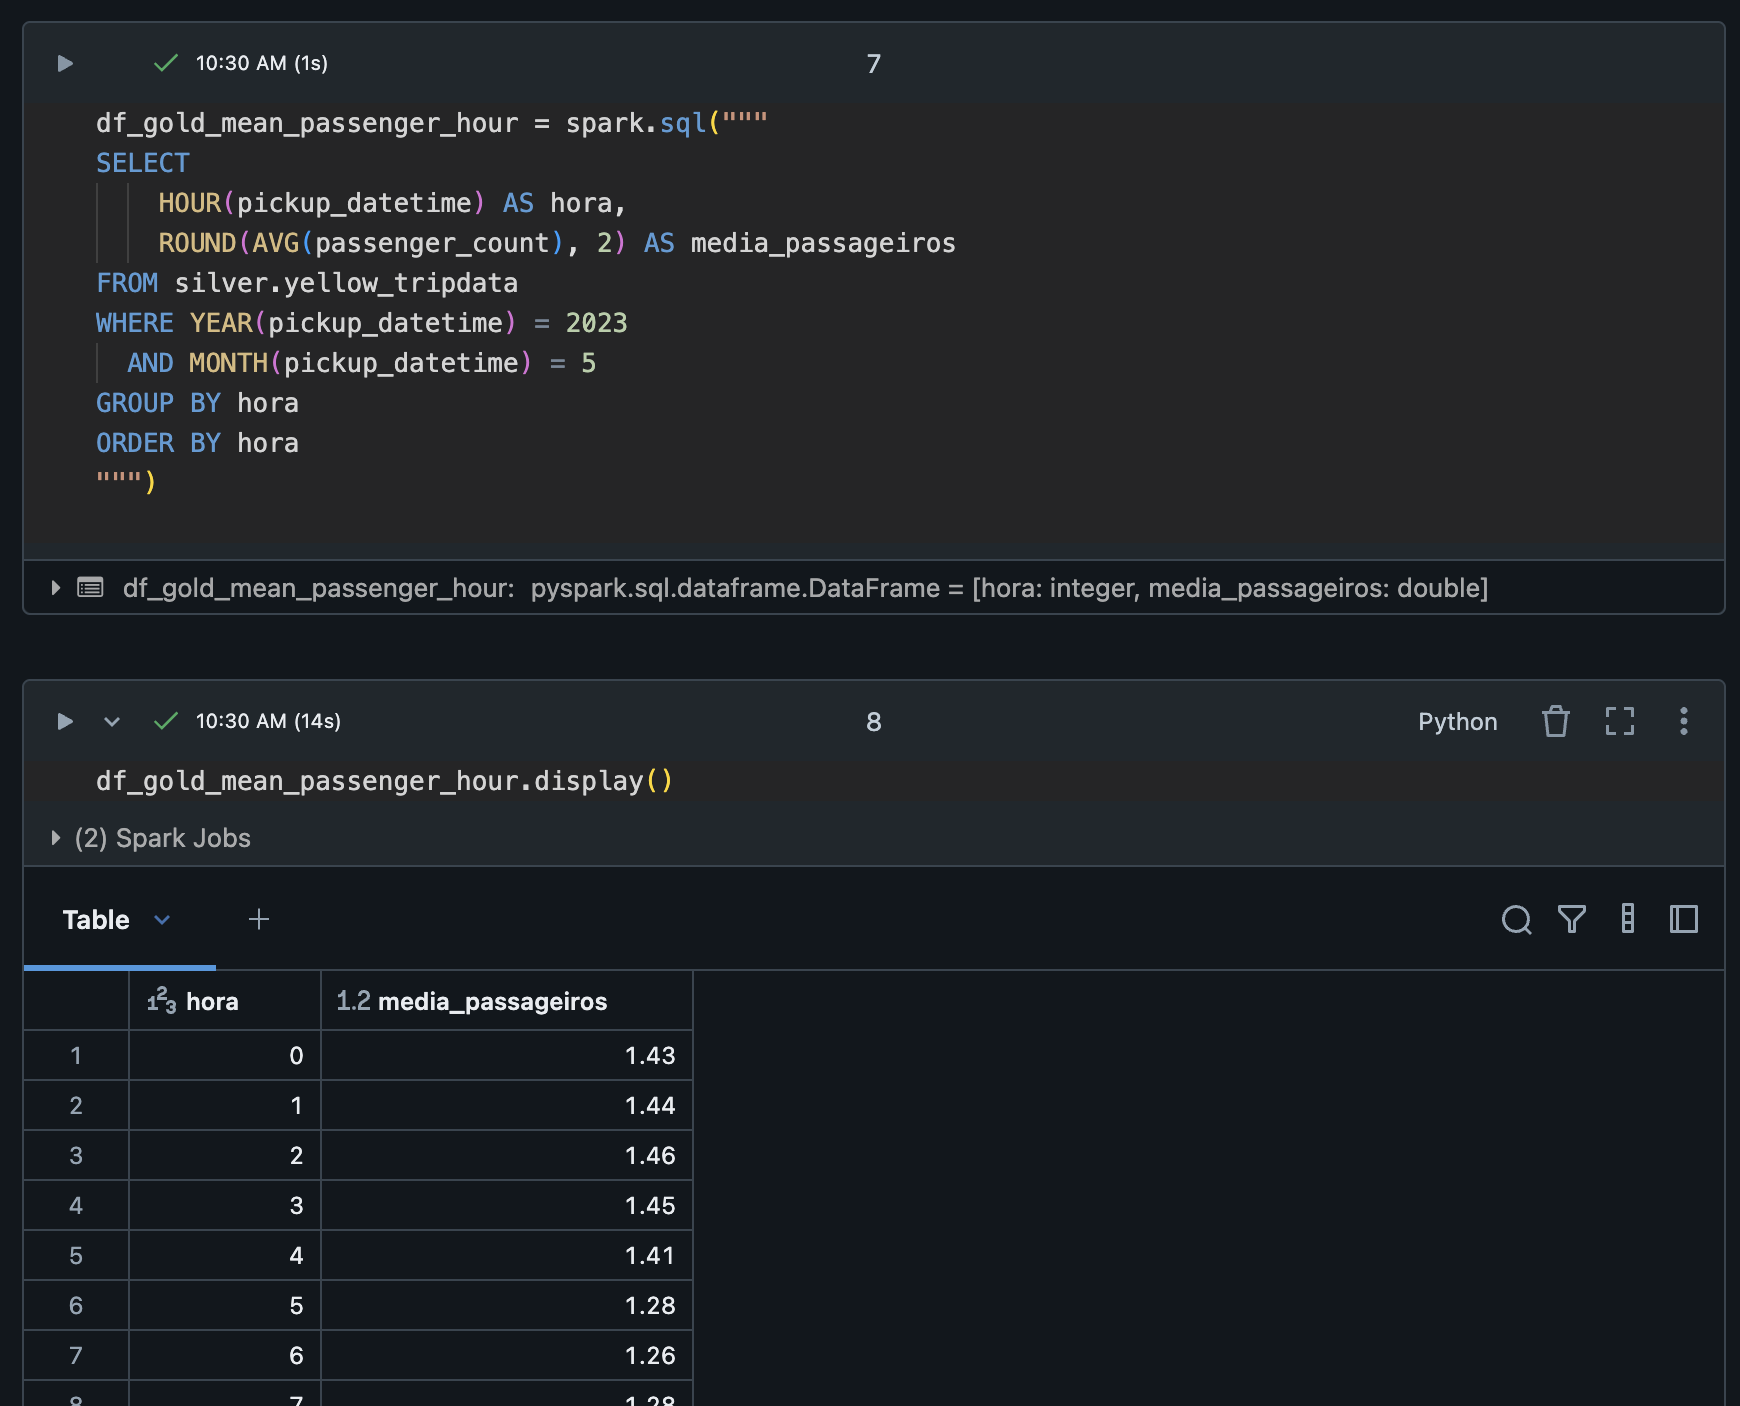 10:30 AM (1s)
7
df_gold_mean_passenger_hour = spark.sql("""
SELECT
HOUR(pickup_datetime) AS hora,
ROUND(AVG(passenger_count), 2) AS media_passageiros
FROM silver.yellow_tripdata
WHERE YEAR(pickup_datetime) = 2023
AND MONTH(pickup_datetime) = 5
GROUP BY hora
ORDER BY hora
""")
df_gold_mean_passenger_hour: pyspark.sql.dataframe.DataFrame = [hora: integer, media_passageiros: double]
10:30 AM (14s)
8
Python
df_gold_mean_passenger_hour.display()
(2) Spark Jobs
Table
123 hora 1.2 media_passageiros
1 0 1.43
2 1 1.44
3 2 1.46
4 3 1.45
5 4 1.41
6 5 1.28
7 6 1.26
8 7 1.28